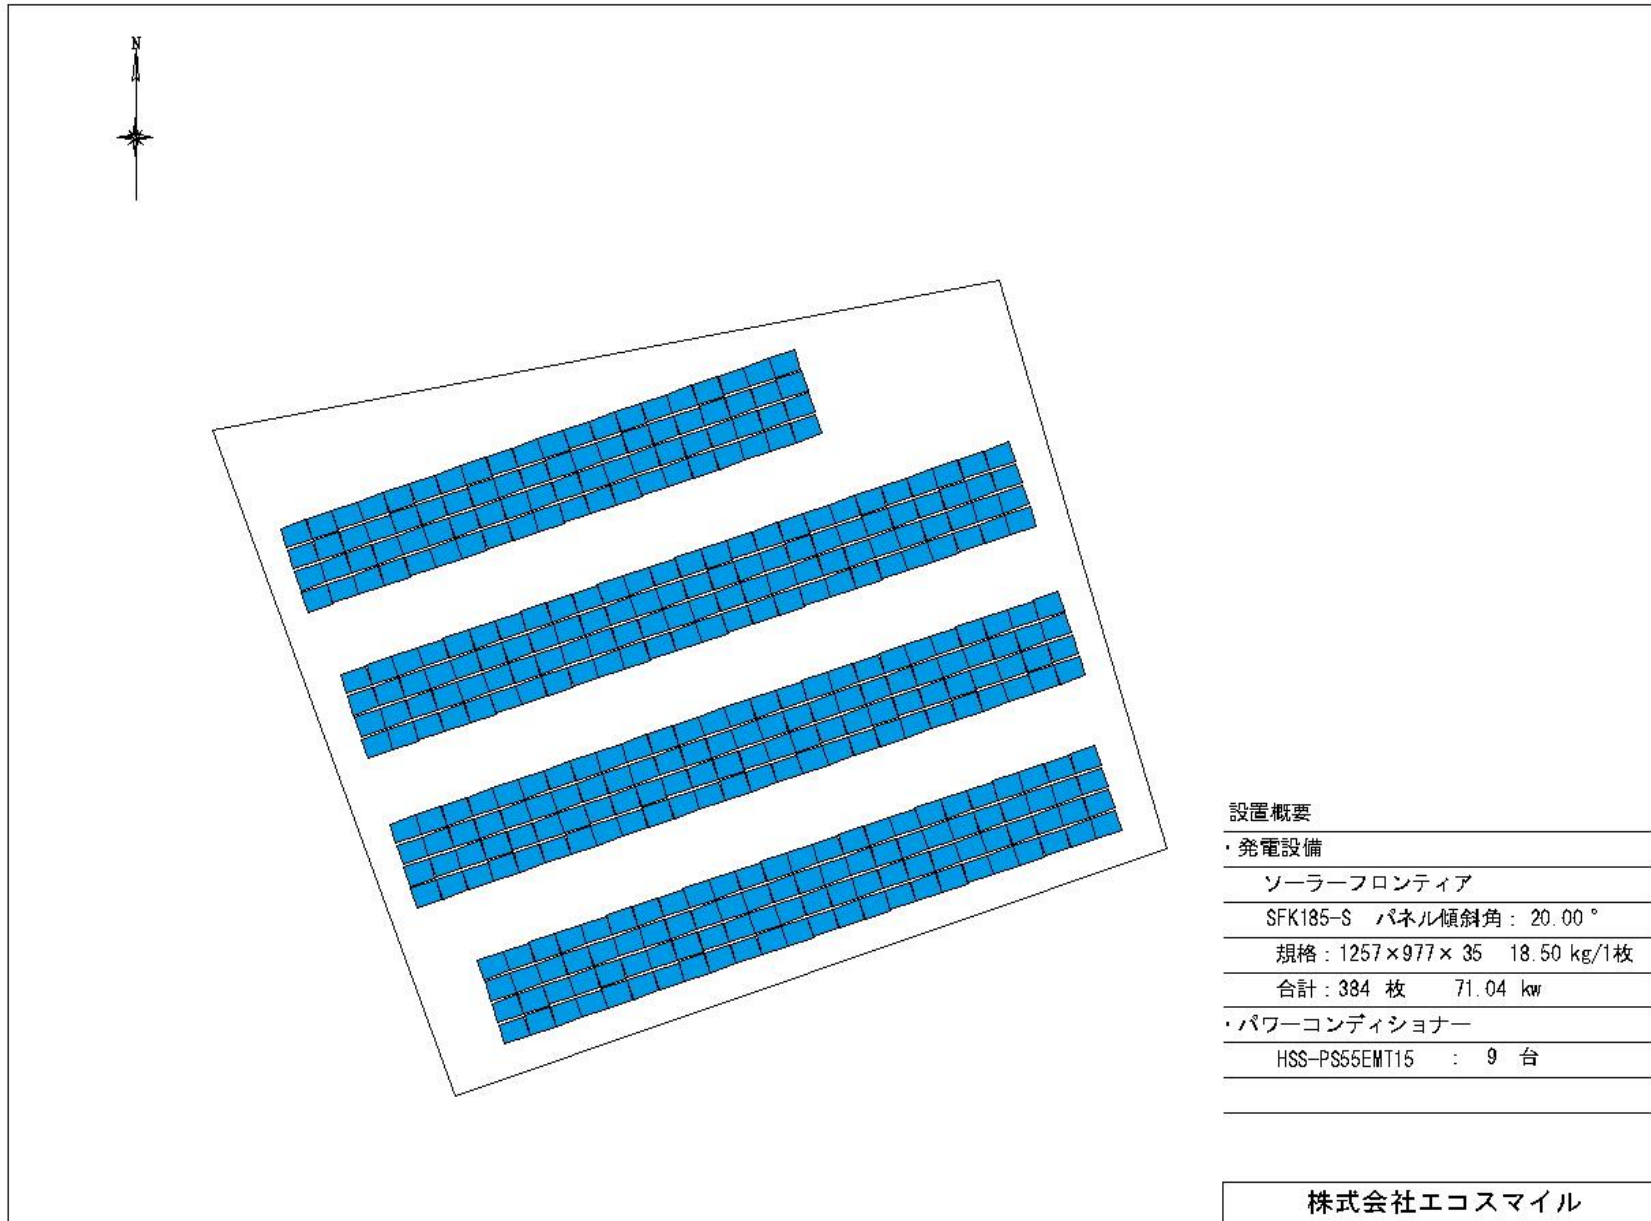 N
設置概要
・発電設備
ソーラーフロンティア
SFK185-S パネル傾斜角：20.00°
規格：1257×977×35 18.50 kg/1枚
合計：384 枚 71.04 kw
・パワーコンディショナー
HSS-PS55EMT15 ： 9 台
株式会社エコスマイル